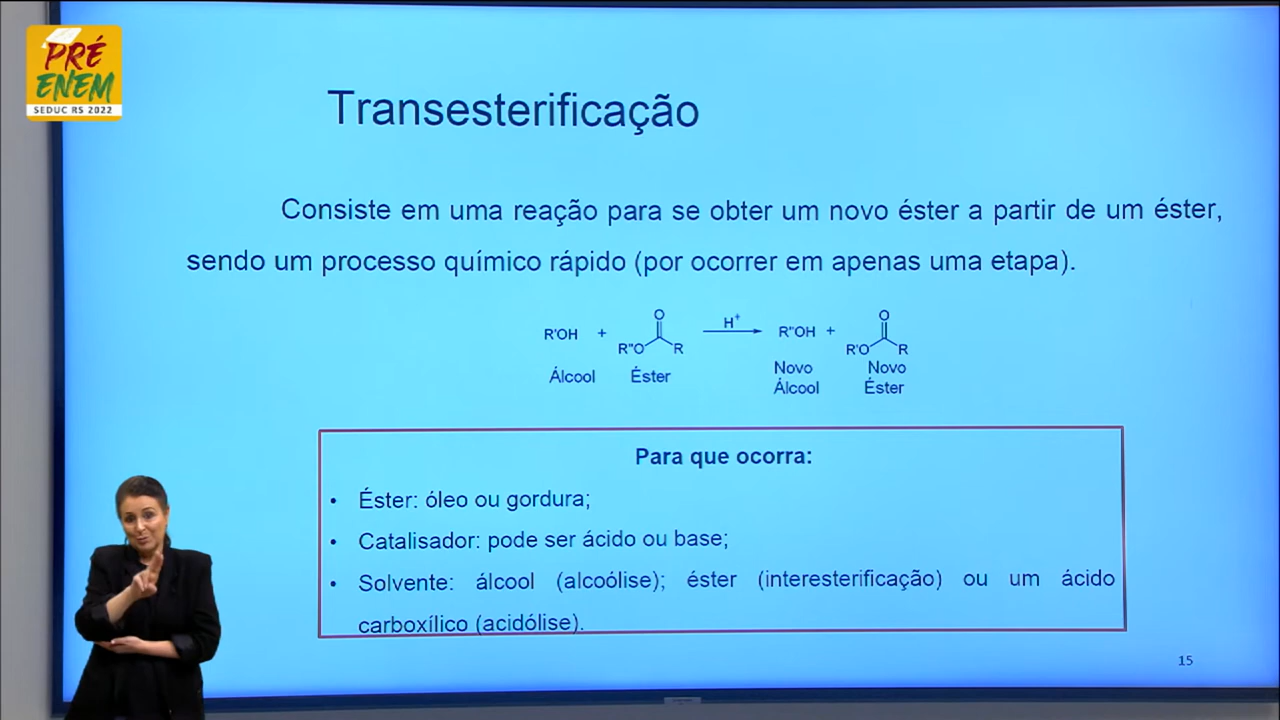 PRÉ
ENEM
SEDUC RS 2022
Transesterificação
Consiste em uma reação para se obter um novo éster a partir de um éster,
sendo um processo químico rápido (por ocorrer em apenas uma etapa).
R'OH + R"O O R H⁺ R"OH + R'O O R
Álcool Éster Novo Álcool Novo Éster
Para que ocorra:
• Éster: óleo ou gordura;
• Catalisador: pode ser ácido ou base;
• Solvente: álcool (alcoólise); éster (interesterificação) ou um ácido
carboxílico (acidólise).
15